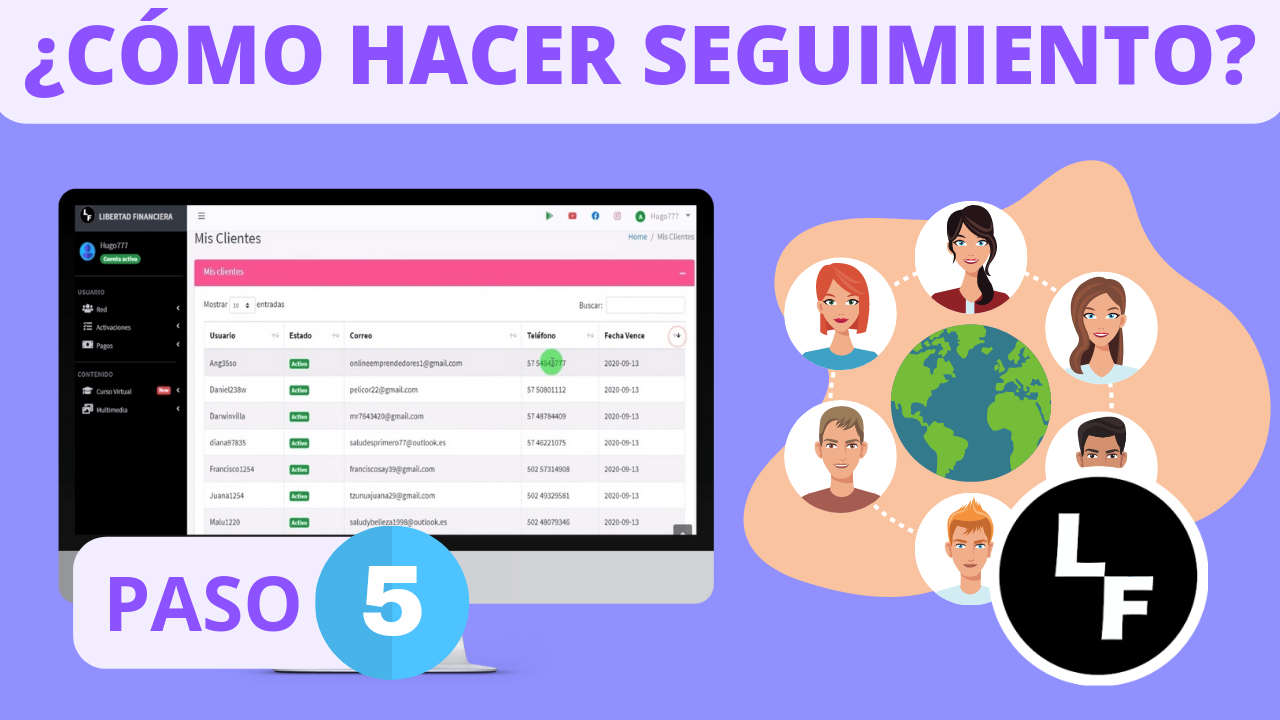 ¿CÓMO HACER SEGUIMIENTO?
LF LIBERTAD FINANCIERA
Hugo777
Cuenta activa
USUARIO
Red
Activaciones
Pagos
CONTENIDO
Curso Virtual New
Multimedia
A Hugo777
Mis Clientes
Home / Mis Clientes
Mis clientes
Mostrar 10 entradas Buscar:
Usuario Estado Correo Teléfono Fecha Vence
Ang35so Activo onlineemprendedores1@gmail.com 57 2020-09-13
Daniel238w Activo pelicor22@gmail.com 57 50801112 2020-09-13
Darwinvilla Activo mr7643420@gmail.com 57 48784409 2020-09-13
diana97835 Activo saludesprimero77@outlook.es 57 46221075 2020-09-13
Francisco1254 Activo franciscosay39@gmail.com 502 57314908 2020-09-13
Juana1254 Activo tzunuxjuana29@gmail.com 502 49329581 2020-09-13
Malu1220 Activo saludybelleza1998@outlook.es 502 48079346 2020-09-13
PASO 5
LF